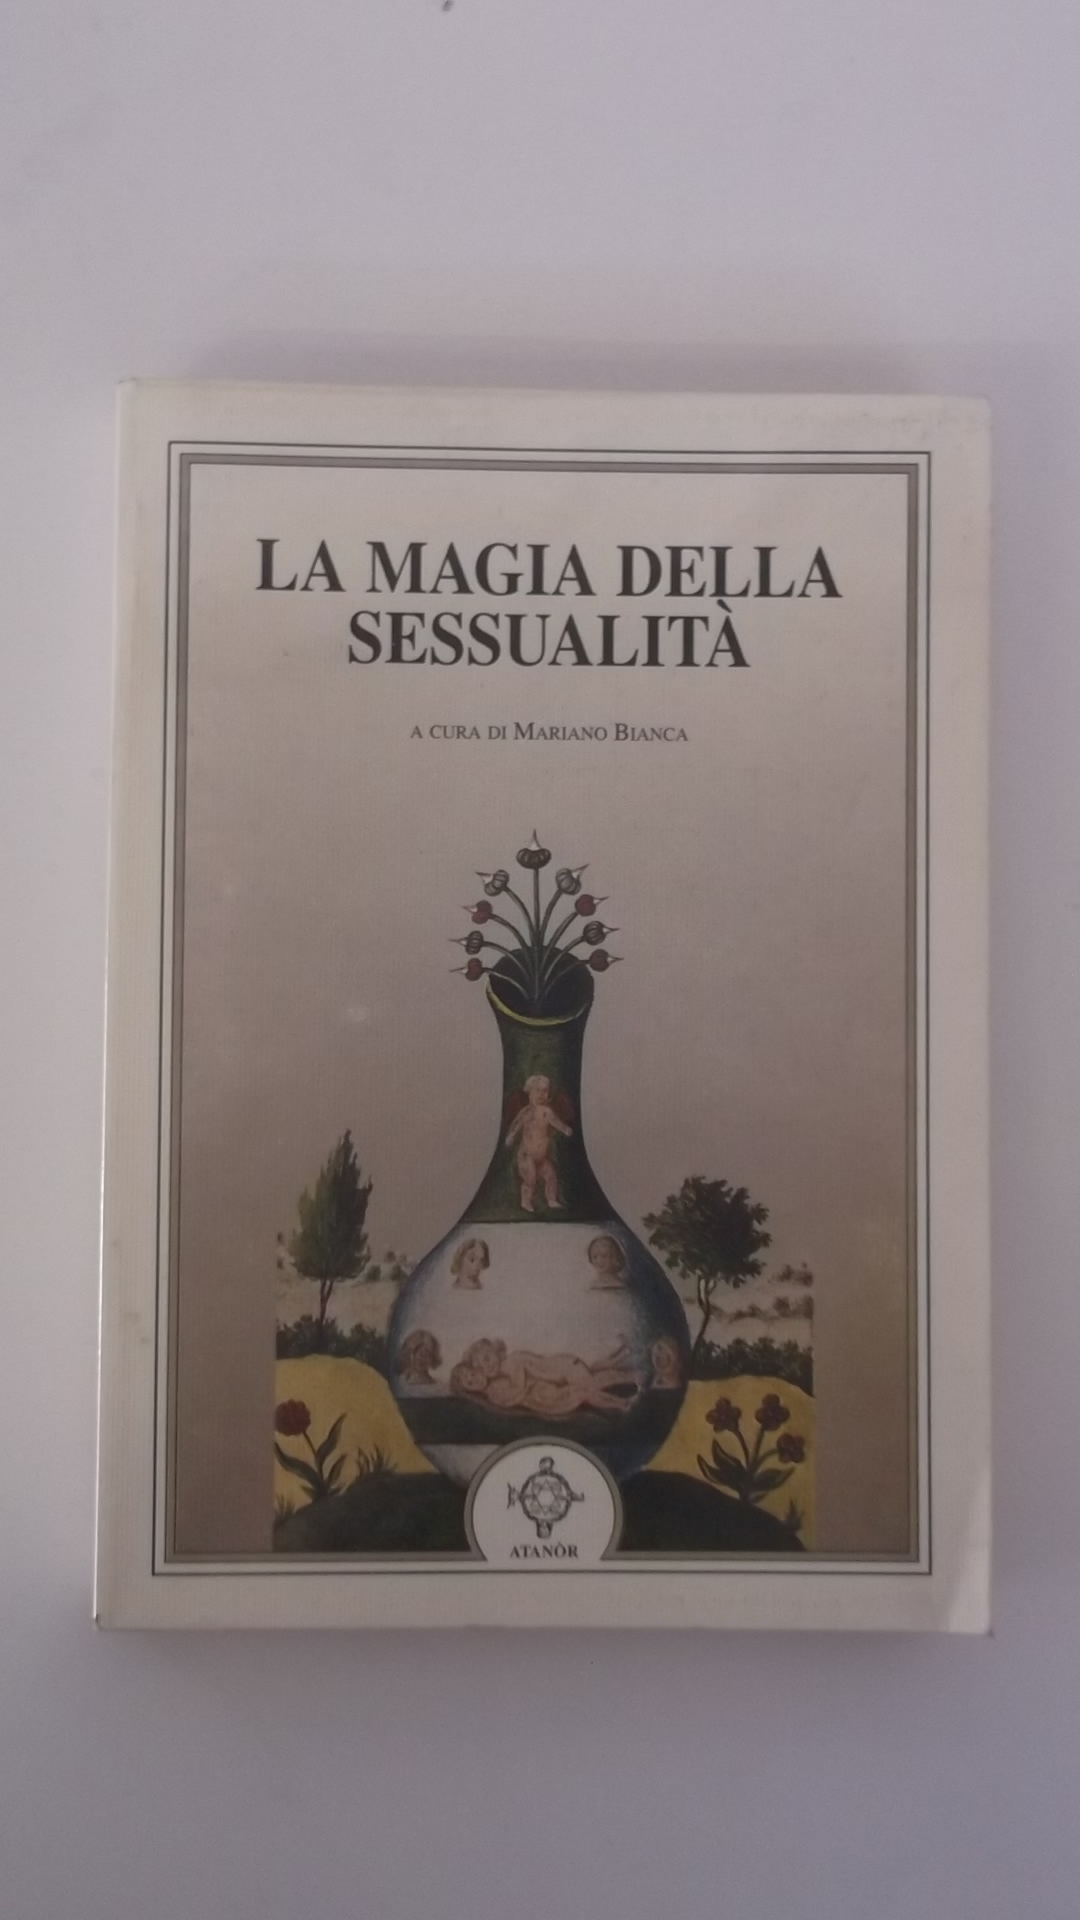 LA MAGIA DELLA
SESSUALITÀ
A CURA DI MARIANO BIANCA
ATANÒR